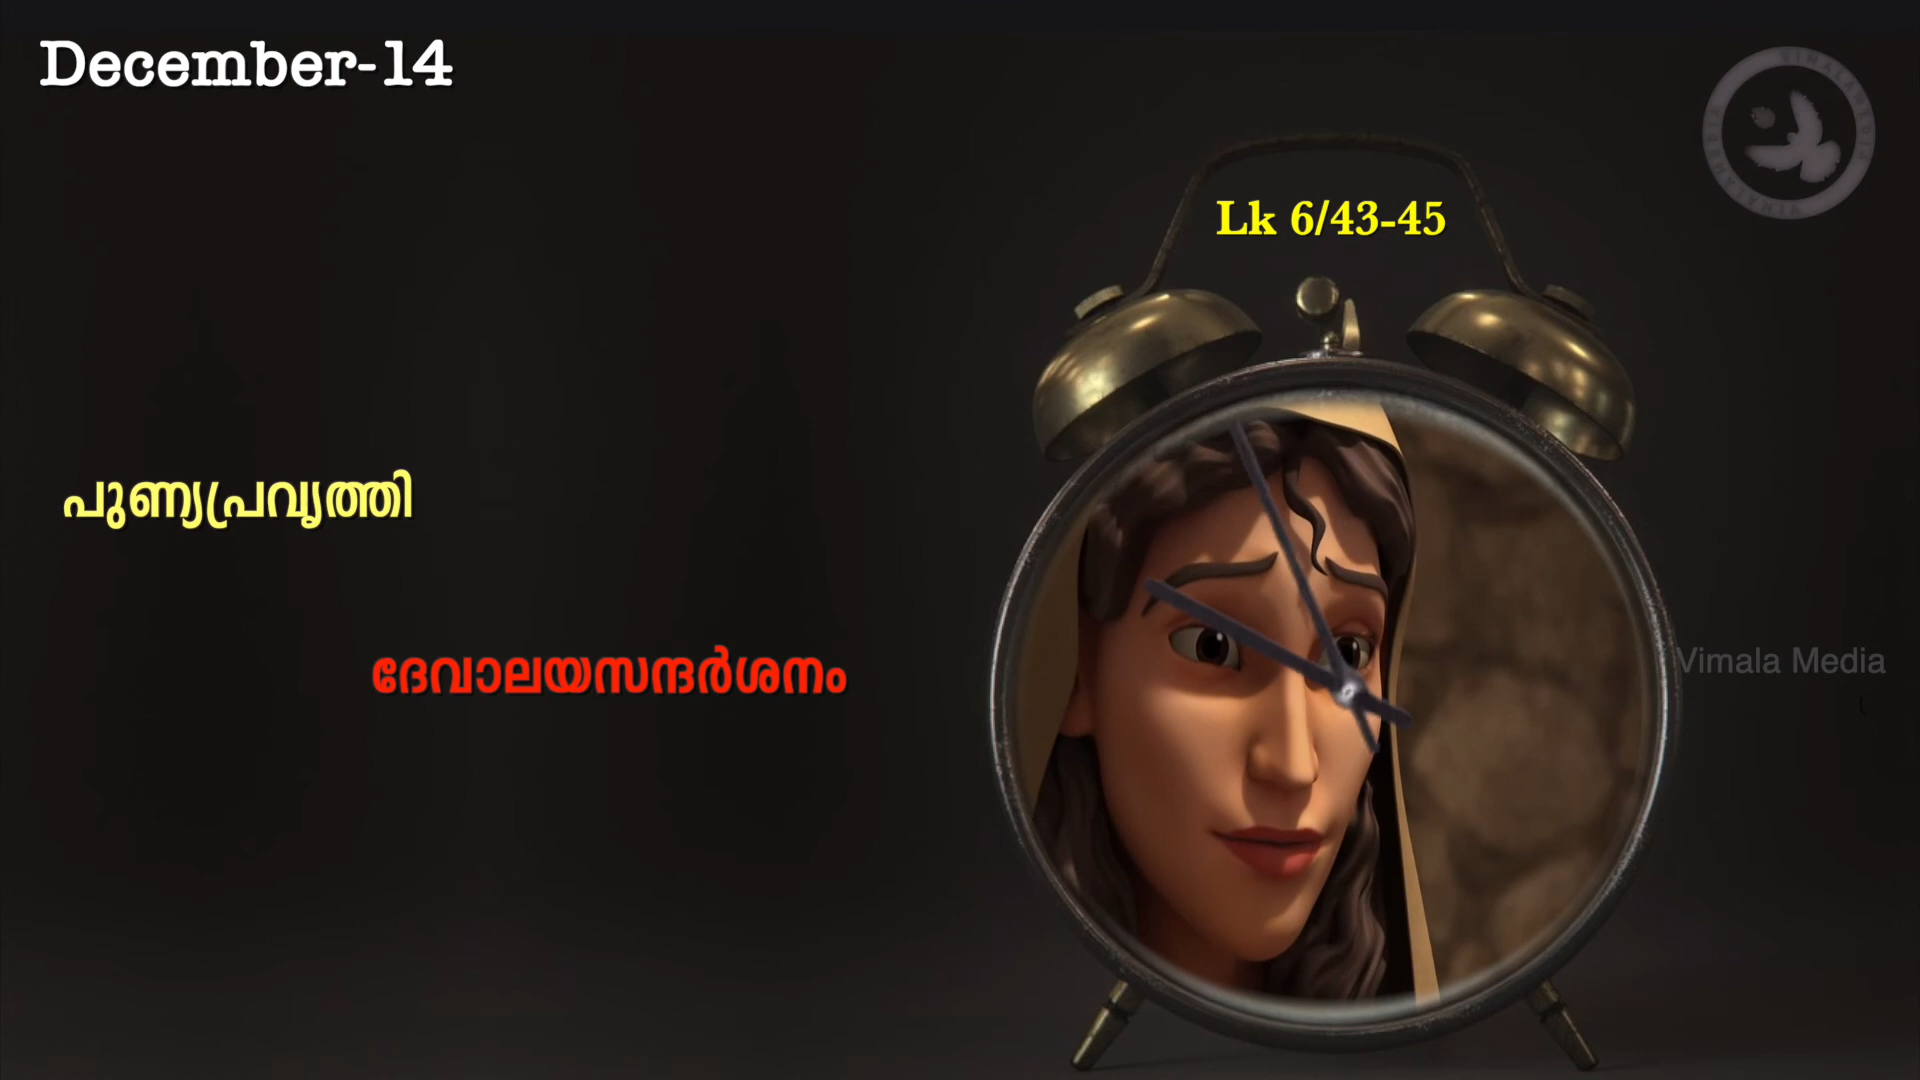 December-14
Lk 6/43-45
പുണ്യപ്രവൃത്തി
ദേവാലയസന്ദർശനം
Vimala Media